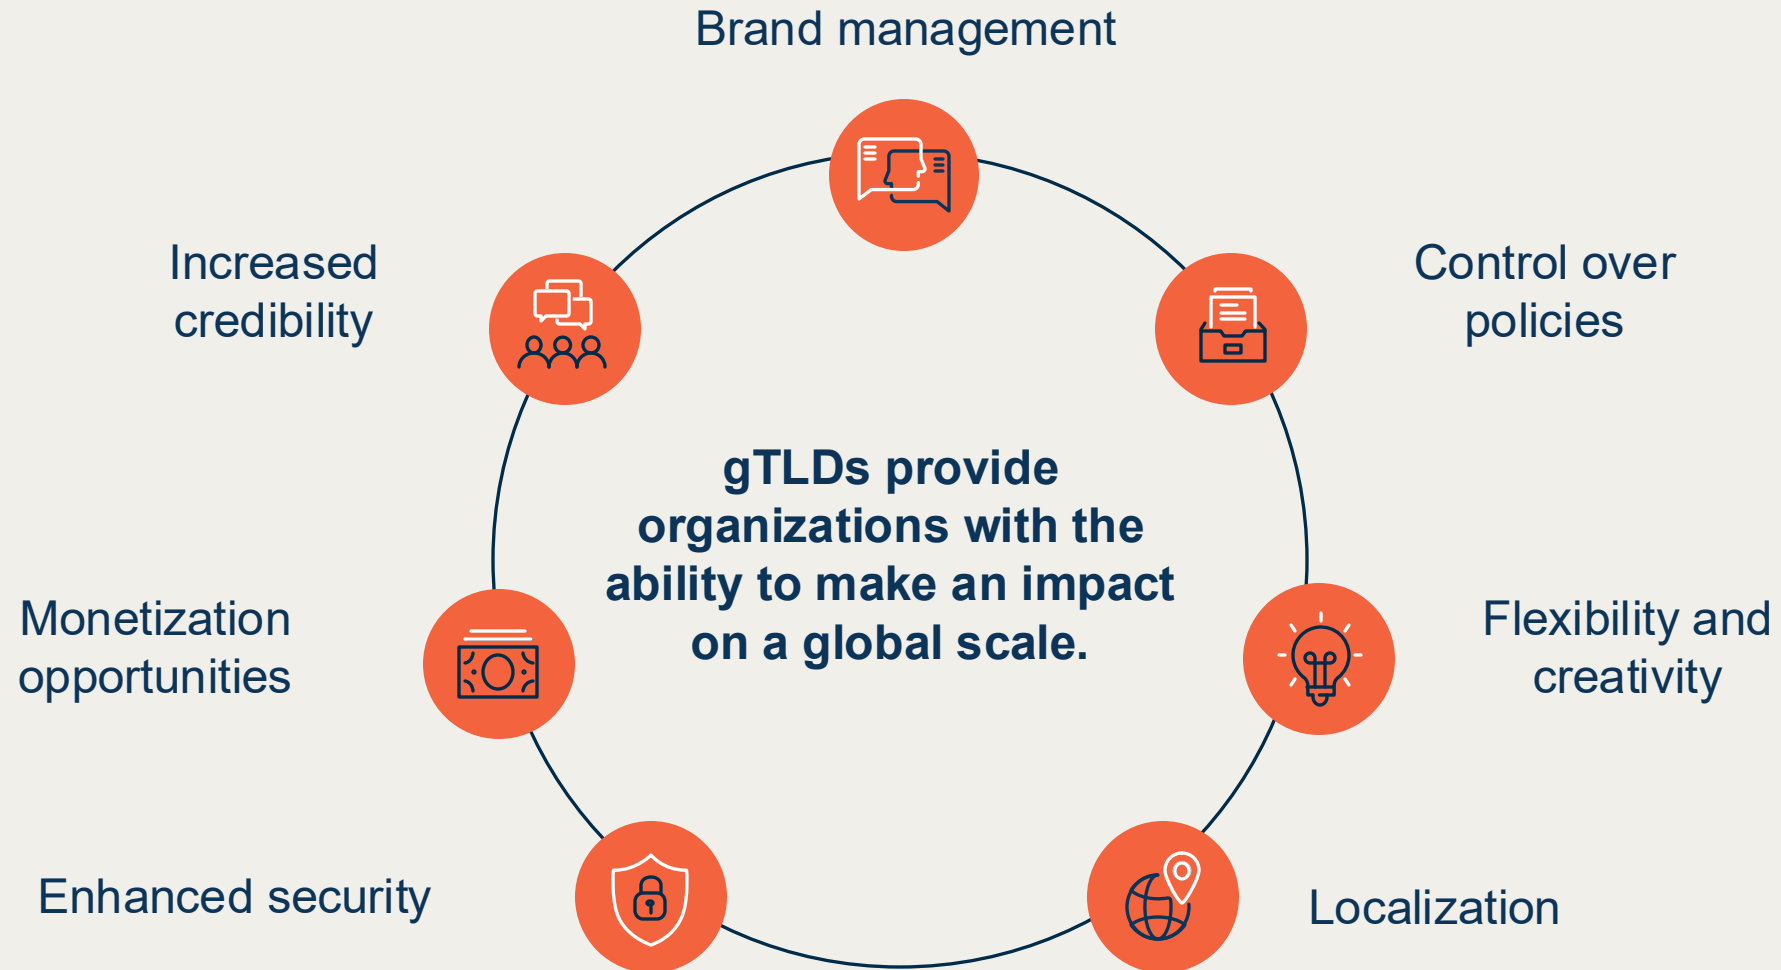 Brand management
Increased
credibility
Control over
policies
gTLDs provide
organizations with the
ability to make an impact
on a global scale.
Monetization
opportunities
Flexibility and
creativity
Enhanced security
Localization